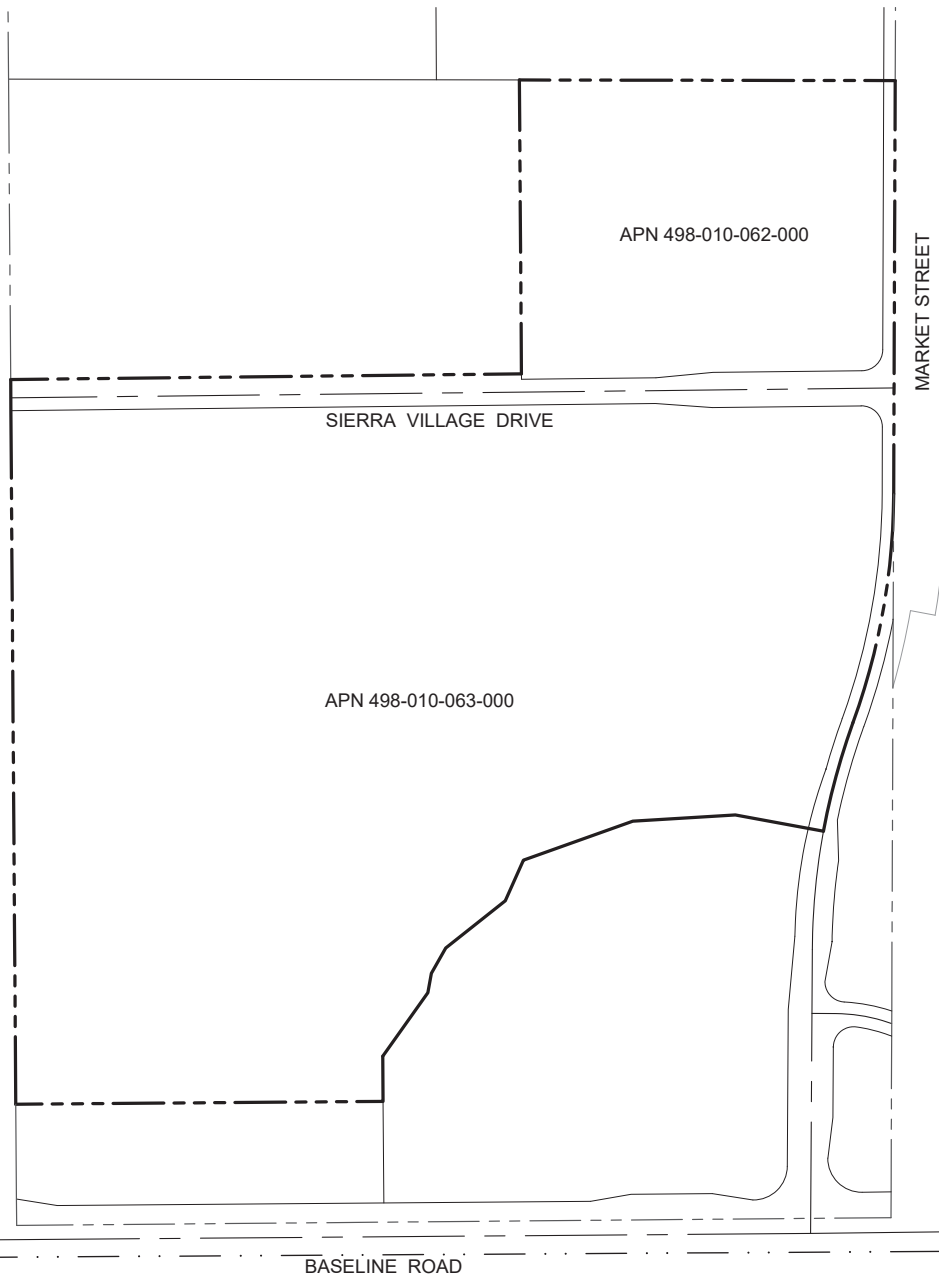 APN 498-010-062-000
MARKET STREET
SIERRA VILLAGE DRIVE
APN 498-010-063-000
BASELINE ROAD